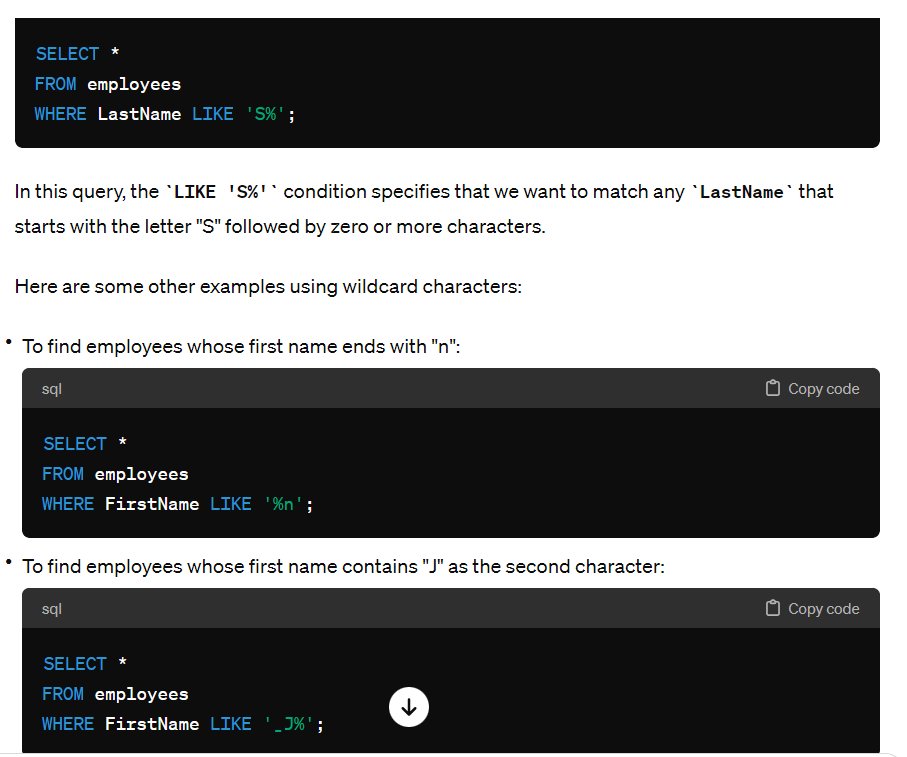 SELECT *
FROM employees
WHERE LastName LIKE 'S%';
In this query, the `LIKE 'S%'` condition specifies that we want to match any `LastName` that
starts with the letter "S" followed by zero or more characters.
Here are some other examples using wildcard characters:
• To find employees whose first name ends with "n":
sql
Copy code
SELECT *
FROM employees
WHERE FirstName LIKE '%n';
• To find employees whose first name contains "J" as the second character:
sql
Copy code
SELECT *
FROM employees
WHERE FirstName LIKE '_J%';